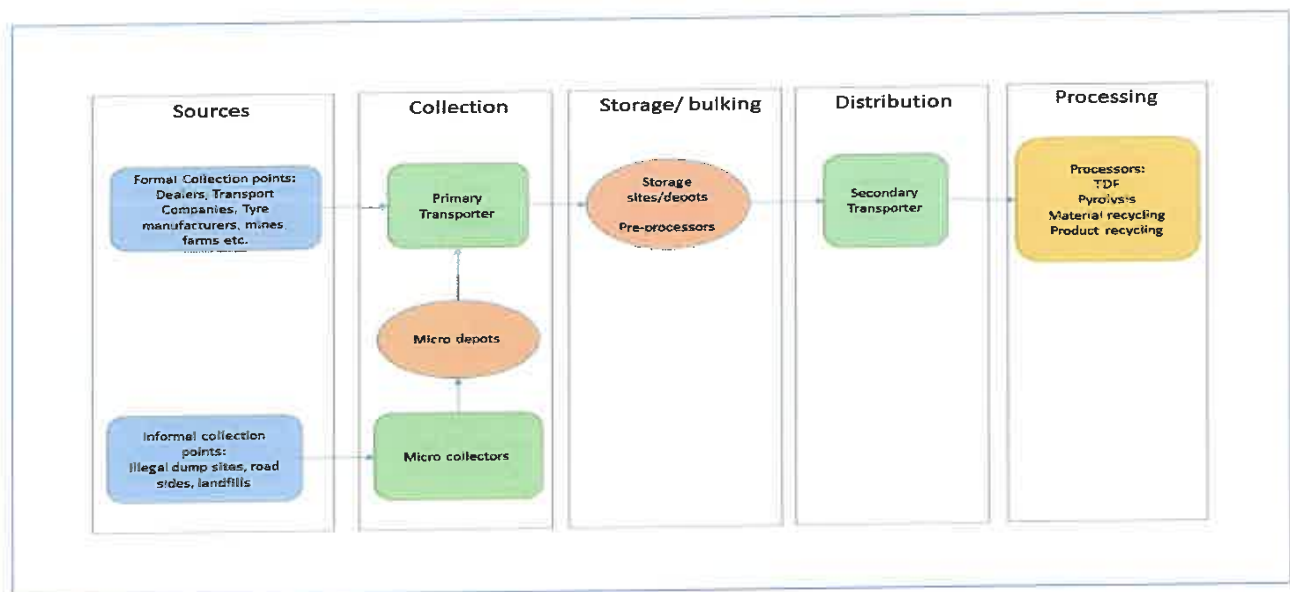 Sources
Collection
Storage/ bulking
Distribution
Processing
Formal Collection points:
Dealers, Transport
Companies, Tyre
manufacturers, mines
farms etc.
Primary
Transporter
Storage
sites/depots
Pre-processors
Secondary
Transporter
Processors:
TDF
Pyrolysis
Material recycling
Product recycling
Micro depots
Informal collection
points:
Illegal dump sites, road
sides, landfills
Micro collectors